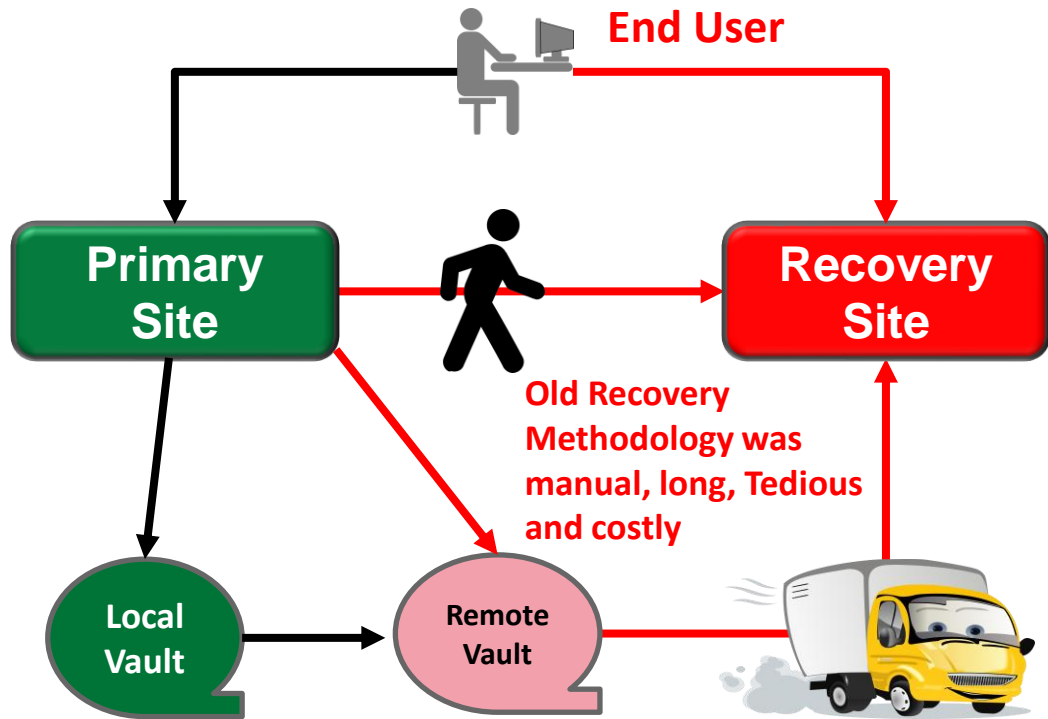 End User
Primary
Site
Recovery
Site
Old Recovery
Methodology was
manual, long, Tedious
and costly
Local
Vault
Remote
Vault